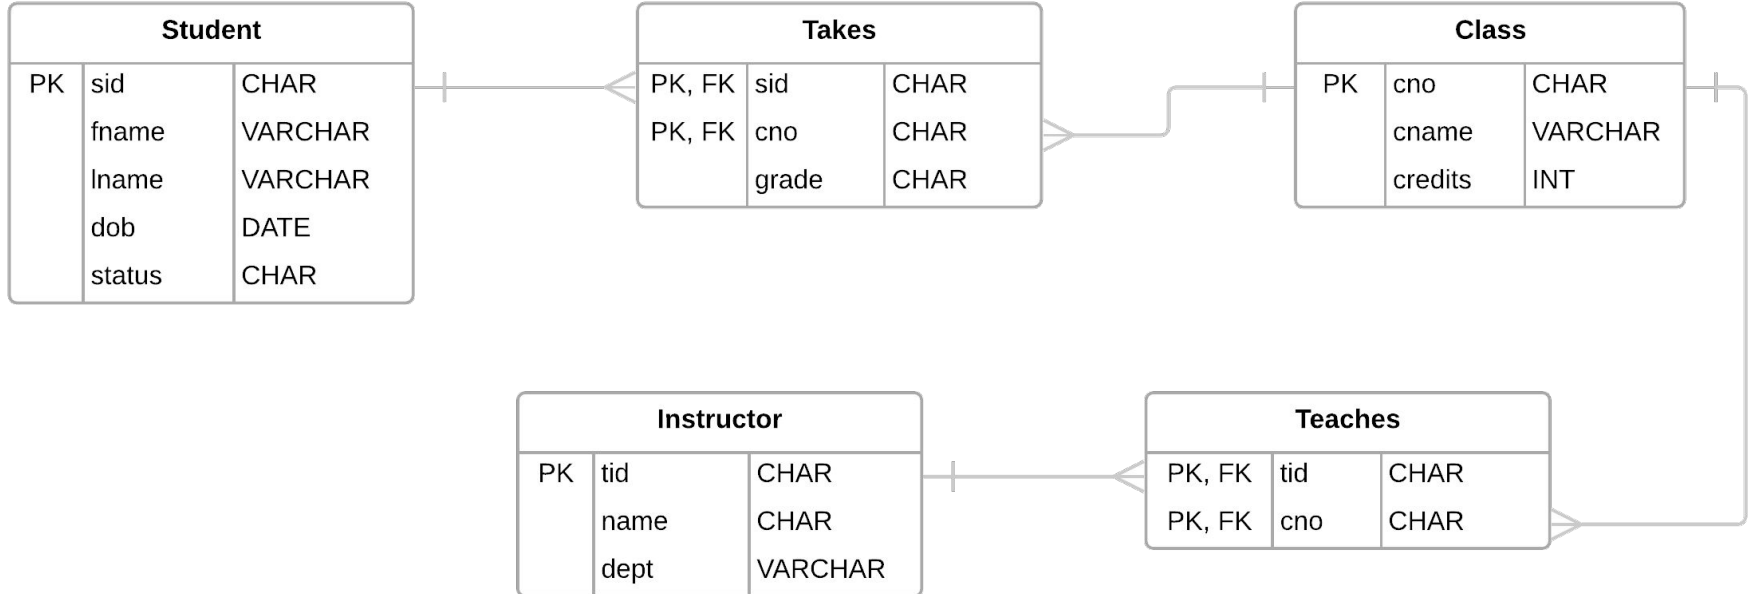 Student
PK sid CHAR
fname VARCHAR
lname VARCHAR
dob DATE
status CHAR
Takes
PK, FK sid CHAR
PK, FK cno CHAR
grade CHAR
Class
PK cno CHAR
cname VARCHAR
credits INT
Instructor
PK tid CHAR
name CHAR
dept VARCHAR
Teaches
PK, FK tid CHAR
PK, FK cno CHAR